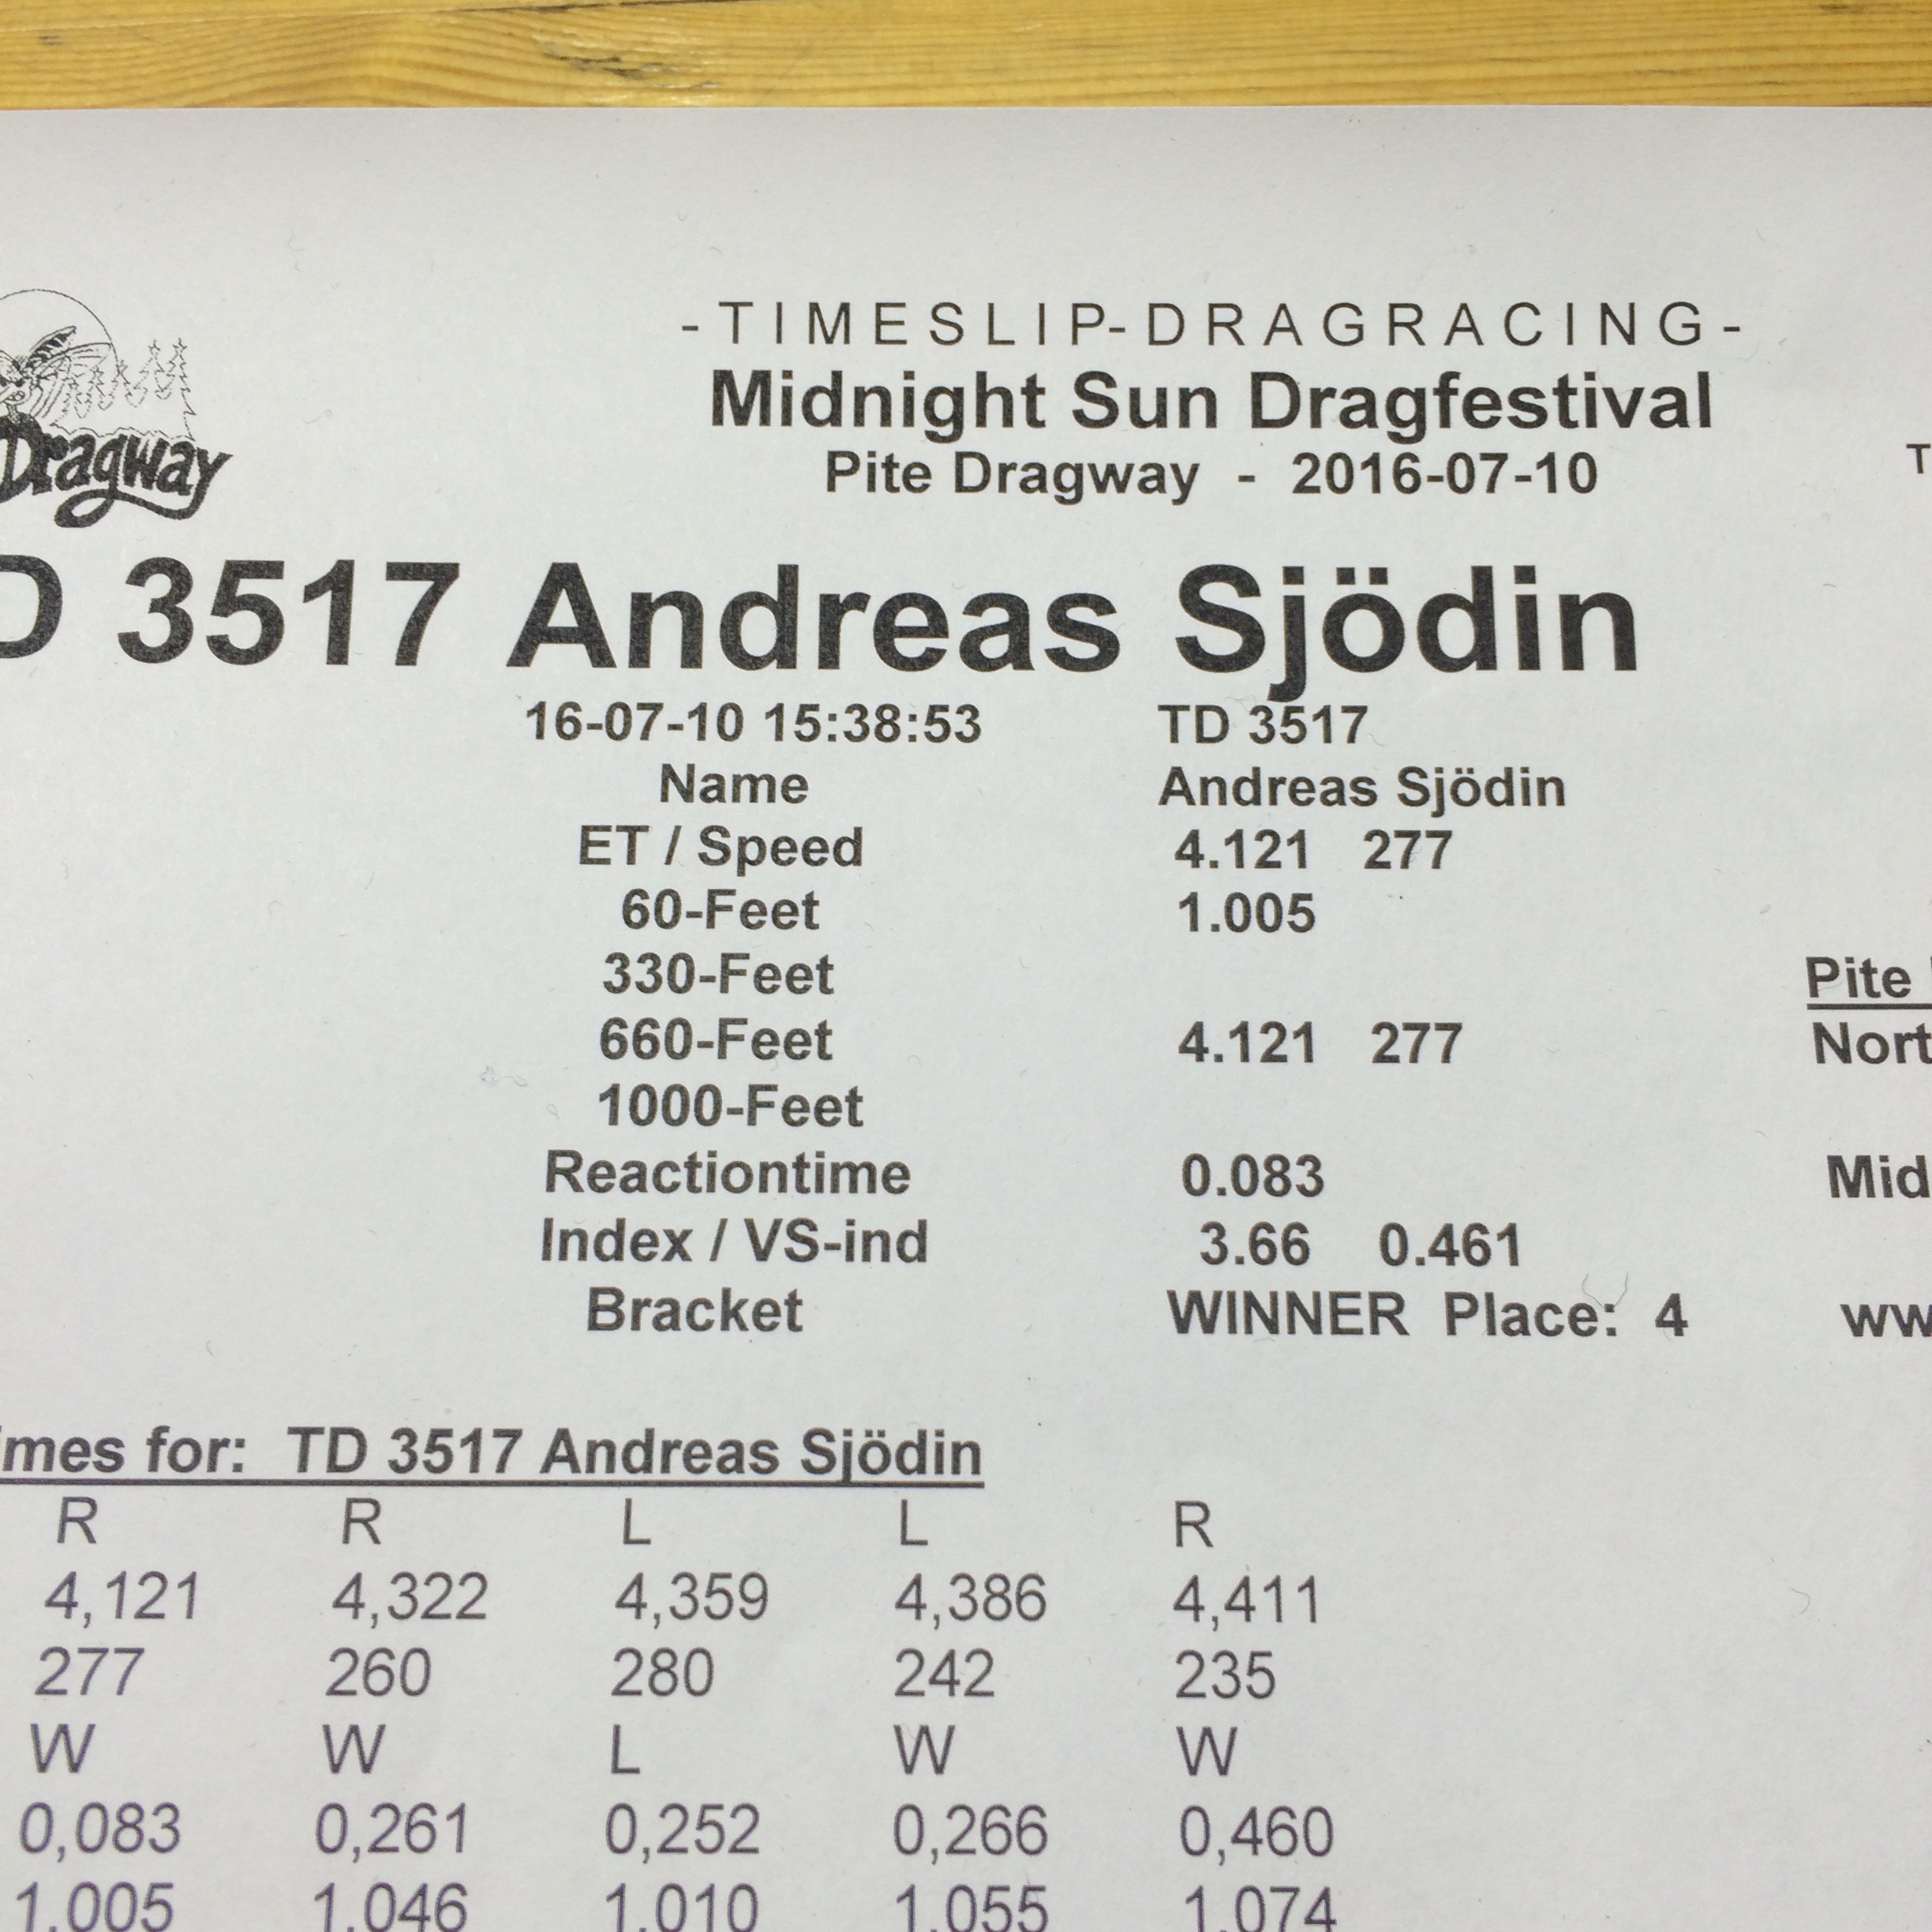 -TIMESLIP-DRAGRACING-
Midnight Sun Dragfestival
Pite Dragway - 2016-07-10
Dragway
3517 Andreas Sjödin
16-07-10 15:38:53 TD 3517
Name Andreas Sjödin
ET / Speed 4.121 277
60-Feet 1.005
330-Feet
Pite
660-Feet 4.121 277
Nort
1000-Feet
Reactiontime 0.083
Mid
Index / VS-ind 3.66 0.461
Bracket WINNER Place: 4
ww
imes for: TD 3517 Andreas Sjödin
R R L L R
4,121 4,322 4,359 4,386 4,411
277 260 280 242 235
W W L W W
0,083 0,261 0,252 0,266 0,460
1,005 1,046 1,010 1,055 1,074